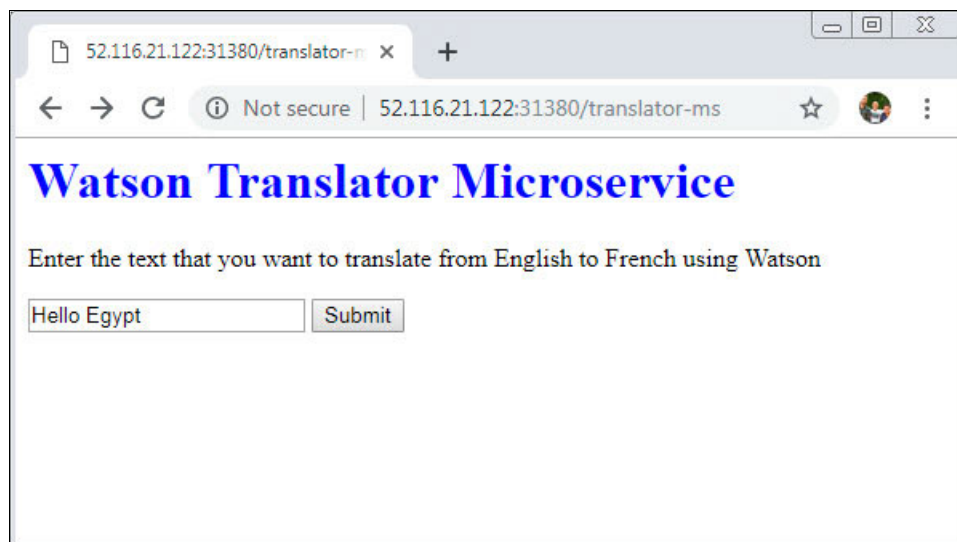 52.116.21.122:31380/translator-m
Not secure 52.116.21.122:31380/translator-ms
Watson Translator Microservice
Enter the text that you want to translate from English to French using Watson
Hello Egypt Submit